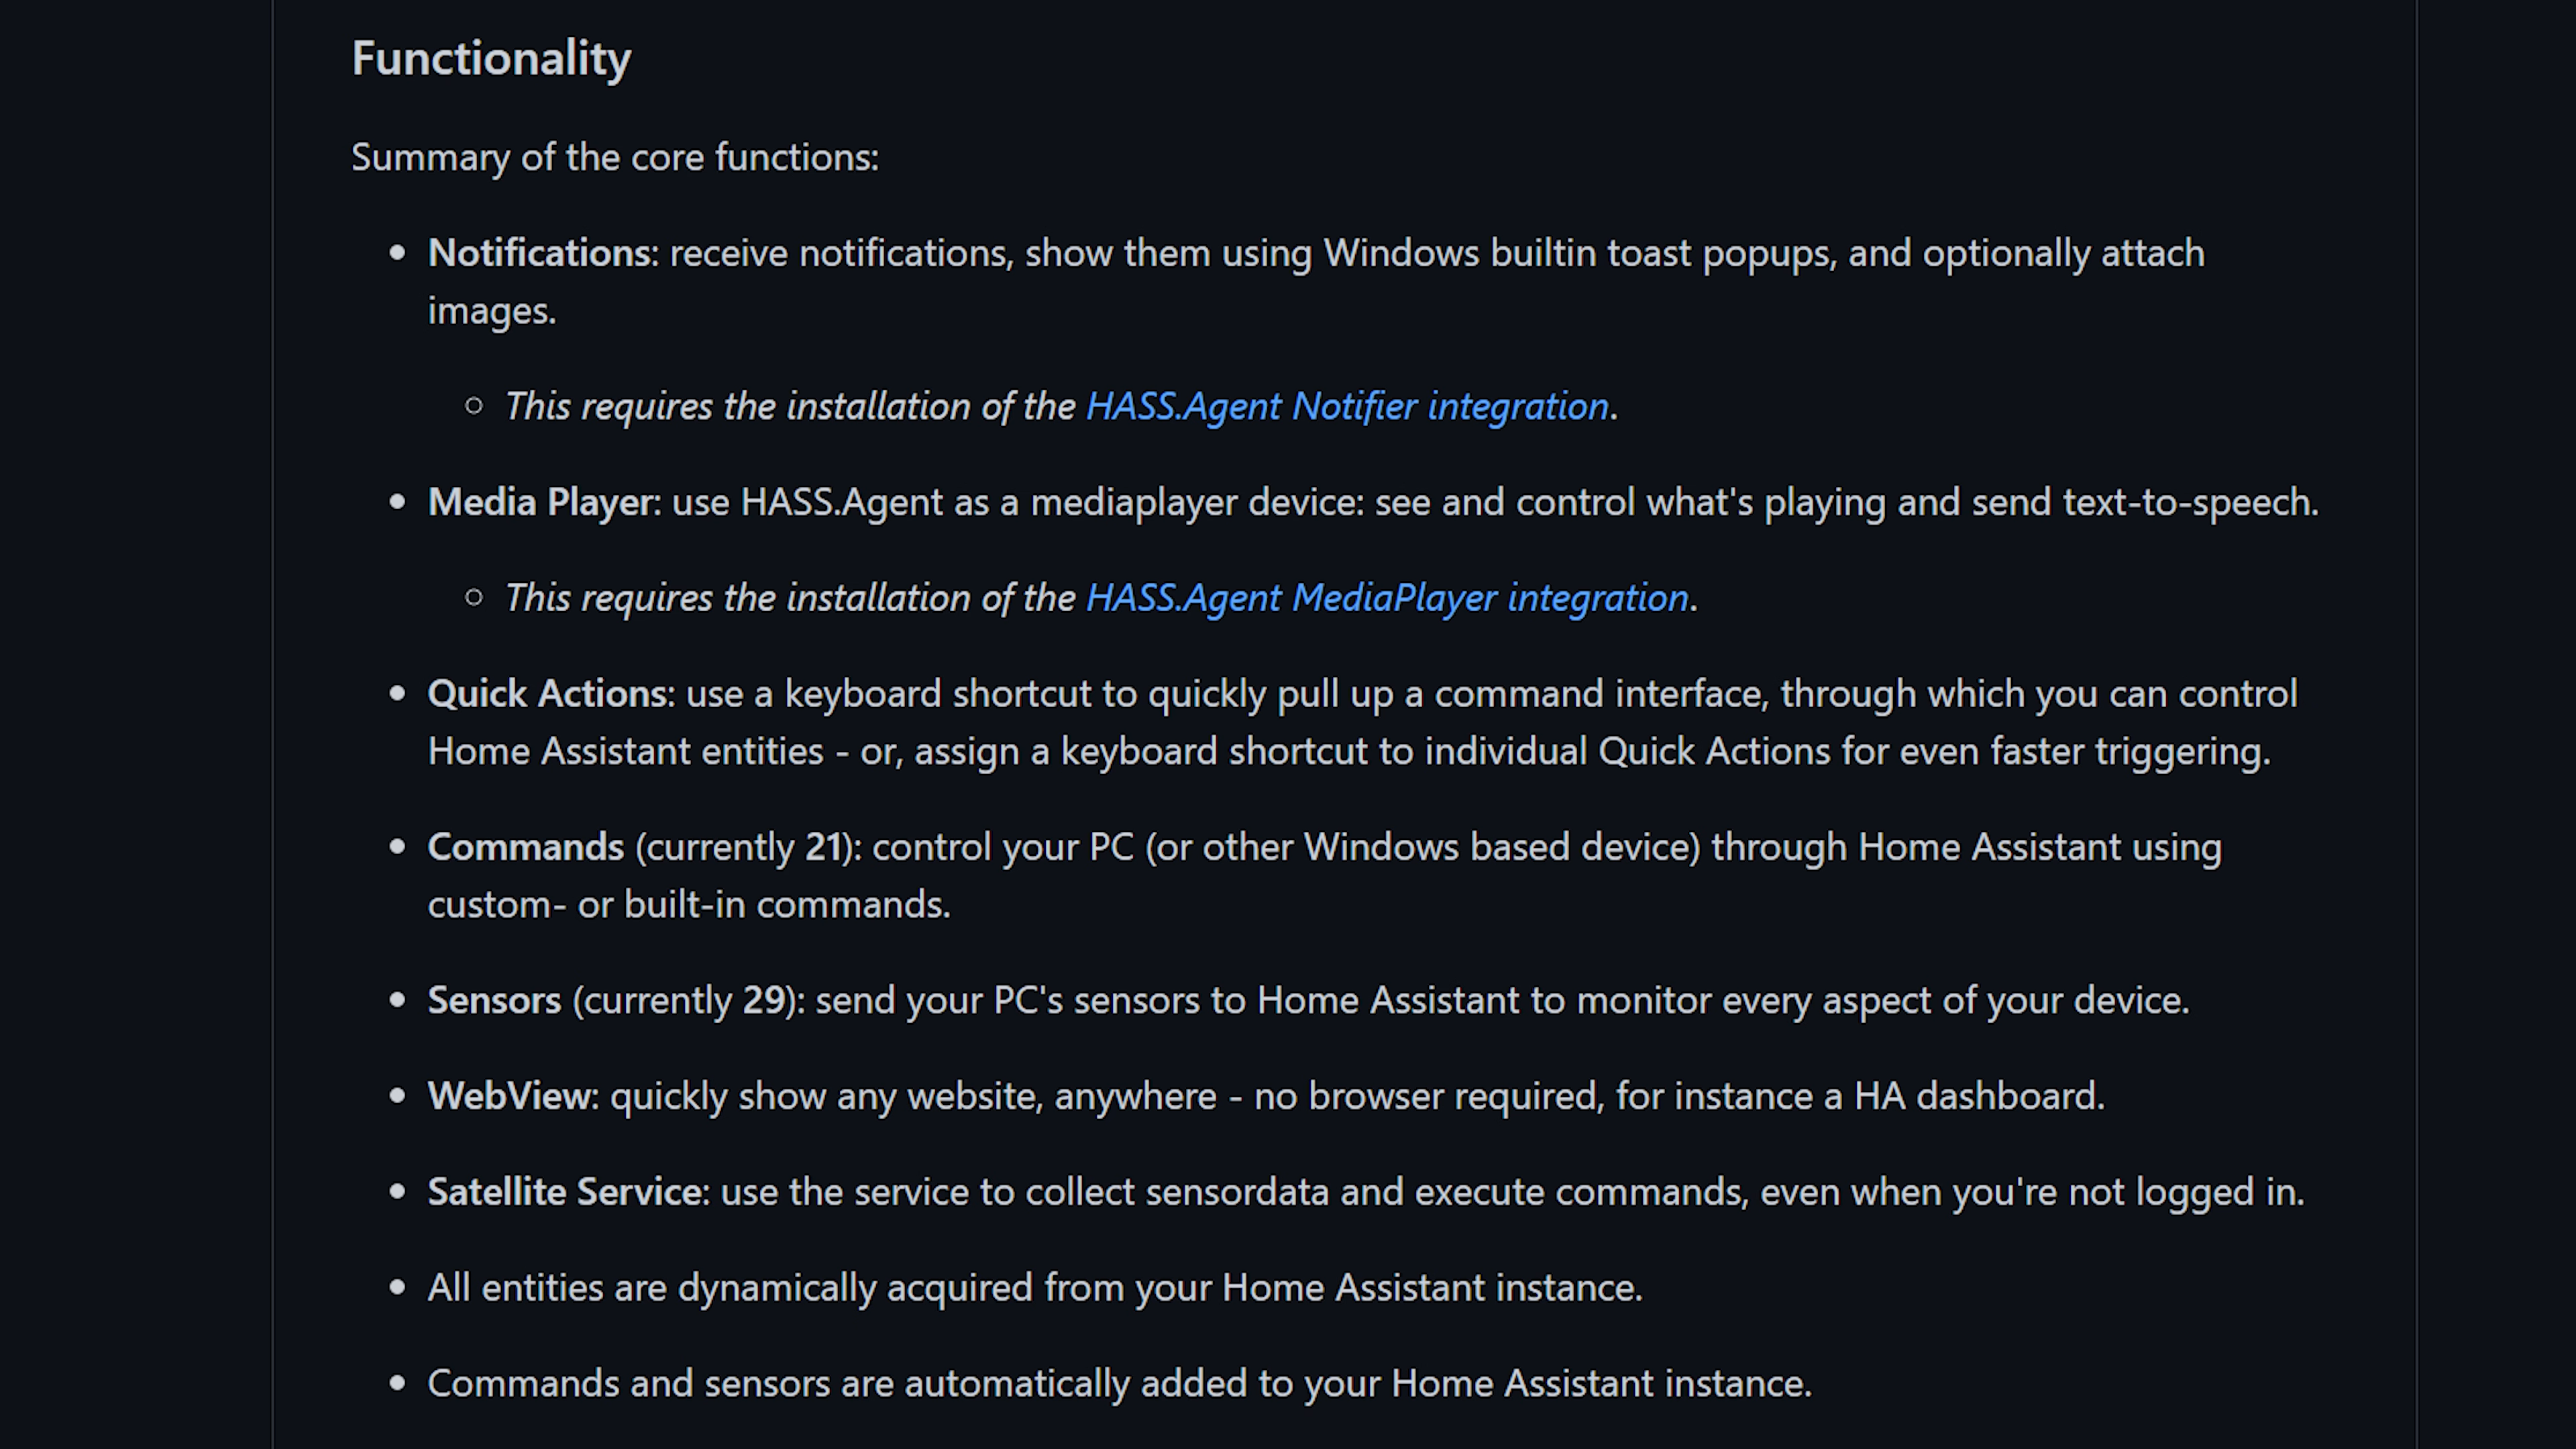 Functionality
Summary of the core functions:
Notifications: receive notifications, show them using Windows builtin toast popups, and optionally attach
images.
This requires the installation of the HASS.Agent Notifier integration.
Media Player: use HASS.Agent as a mediaplayer device: see and control what's playing and send text-to-speech.
This requires the installation of the HASS.Agent MediaPlayer integration.
Quick Actions: use a keyboard shortcut to quickly pull up a command interface, through which you can control
Home Assistant entities - or, assign a keyboard shortcut to individual Quick Actions for even faster triggering.
Commands (currently 21): control your PC (or other Windows based device) through Home Assistant using
custom- or built-in commands.
Sensors (currently 29): send your PC's sensors to Home Assistant to monitor every aspect of your device.
WebView: quickly show any website, anywhere - no browser required, for instance a HA dashboard.
Satellite Service: use the service to collect sensordata and execute commands, even when you're not logged in.
All entities are dynamically acquired from your Home Assistant instance.
Commands and sensors are automatically added to your Home Assistant instance.